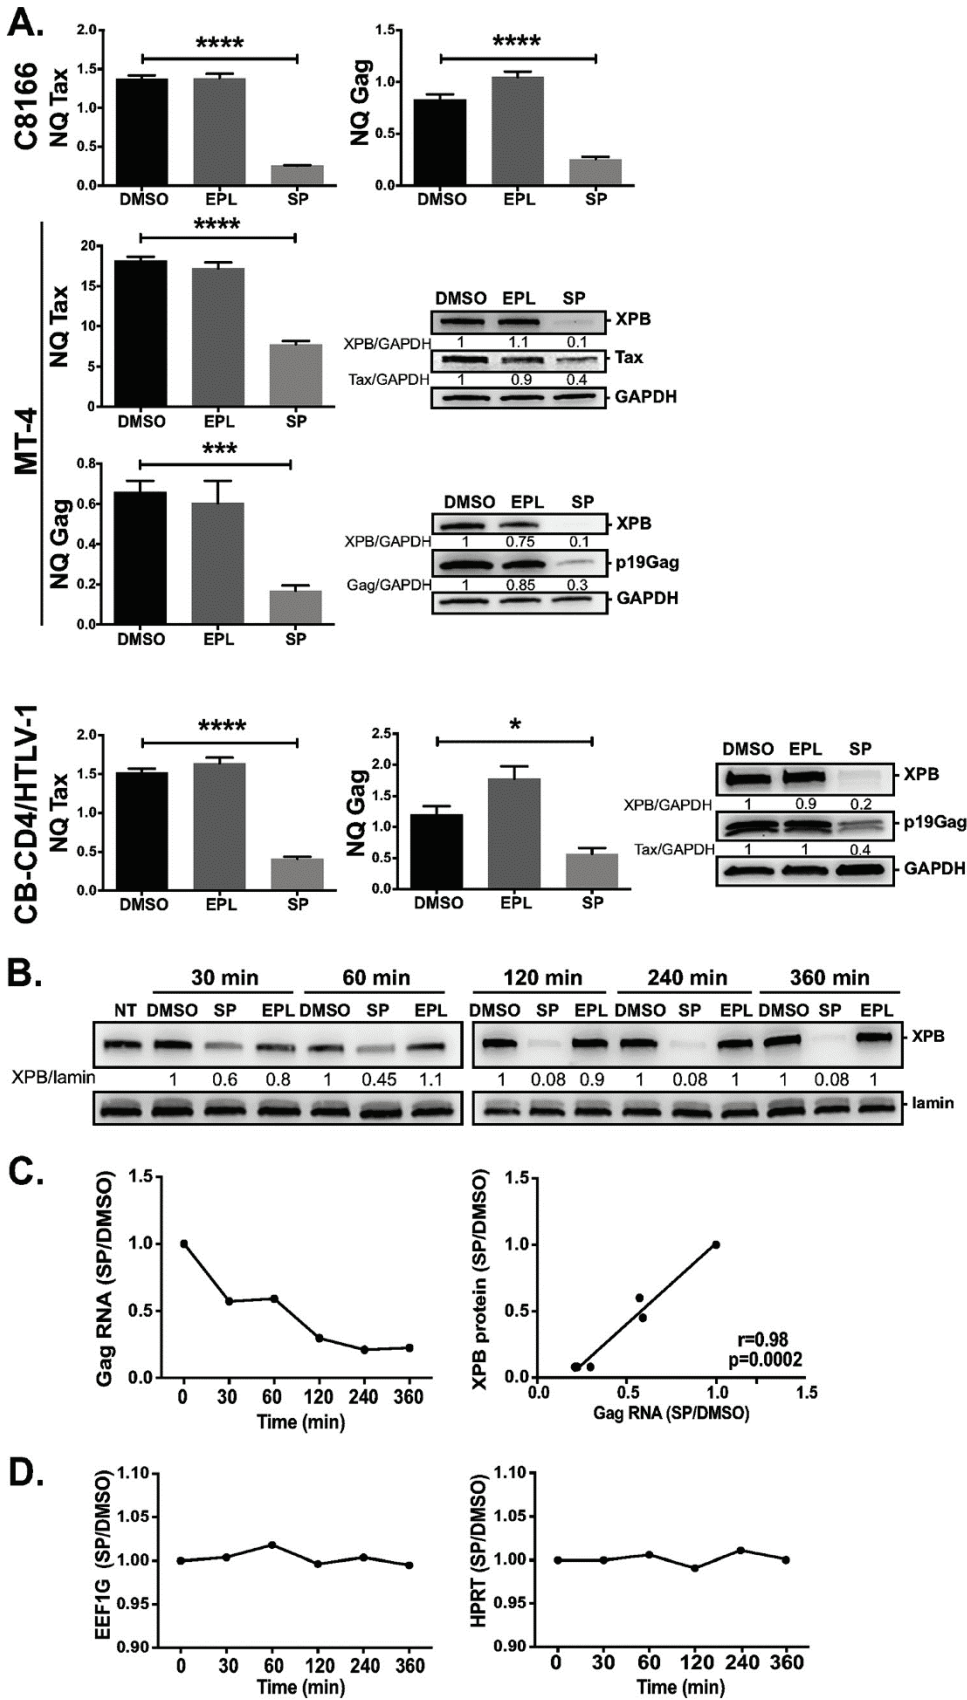 A.
C8166
NQ Tax
2.0
1.5
1.0
0.5
0.0
****
DMSO EPL SP
NQ Gag
1.5
1.0
0.5
0.0
****
DMSO EPL SP
MT-4
NQ Tax
20
15
10
5
0
****
DMSO EPL SP
DMSO EPL SP
XPB
XPB/GAPDH 1 1.1 0.1
Tax
Tax/GAPDH 1 0.9 0.4
GAPDH
NQ Gag
0.8
0.6
0.4
0.2
0.0
***
DMSO EPL SP
DMSO EPL SP
XPB
XPB/GAPDH 1 0.75 0.1
p19Gag
Gag/GAPDH 1 0.85 0.3
GAPDH
CB-CD4/HTLV-1
NQ Tax
2.0
1.5
1.0
0.5
0.0
****
DMSO EPL SP
NQ Gag
2.5
2.0
1.5
1.0
0.5
0.0
*
DMSO EPL SP
DMSO EPL SP
XPB
XPB/GAPDH 1 0.9 0.2
p19Gag
Tax/GAPDH 1 1 0.4
GAPDH
B.
30 min 60 min 120 min 240 min 360 min
NT DMSO SP EPL DMSO SP EPL DMSO SP EPL DMSO SP EPL DMSO SP EPL
XPB
XPB/lamin 1 0.6 0.8 1 0.45 1.1 1 0.08 0.9 1 0.08 1 1 0.08 1
lamin
C.
Gag RNA (SP/DMSO)
1.5
1.0
0.5
0.0
0 30 60 120 240 360
Time (min)
XPB protein (SP/DMSO)
1.5
1.0
0.5
0.0
r=0.98
p=0.0002
0.0 0.5 1.0 1.5
Gag RNA (SP/DMSO)
D.
EEF1G (SP/DMSO)
1.10
1.05
1.00
0.95
0.90
0 30 60 120 240 360
Time (min)
HPRT (SP/DMSO)
1.10
1.05
1.00
0.95
0.90
0 30 60 120 240 360
Time (min)